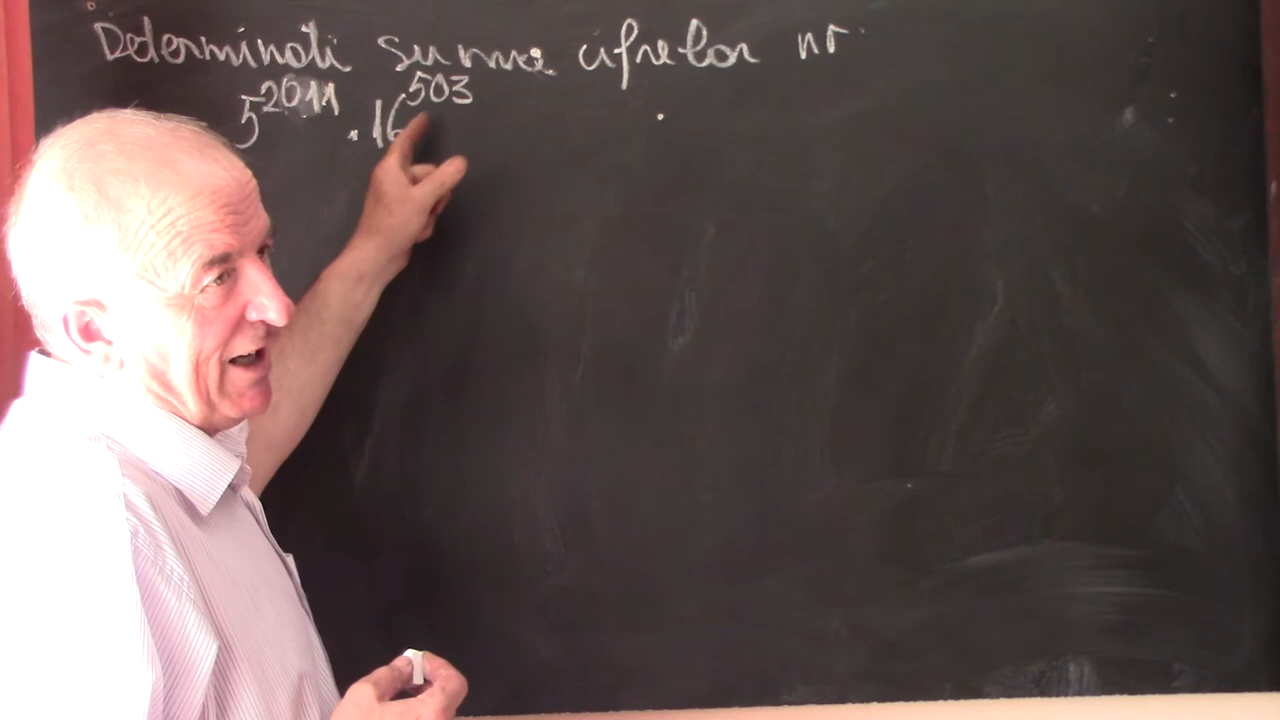 Determinati suma cifrelor nr.
5^2011 . 16^503